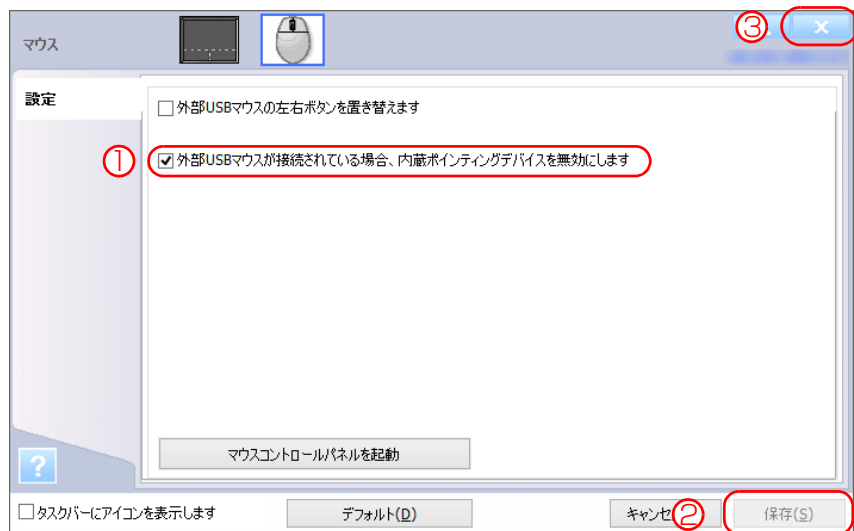 マウス
③
設定
外部USBマウスの左右ボタンを置き替えます
① 外部USBマウスが接続されている場合、内蔵ポインティングデバイスを無効にします
マウスコントロールパネルを起動
?
タスクバーにアイコンを表示します
デフォルト(D)
キャンセ
②
保存(S)